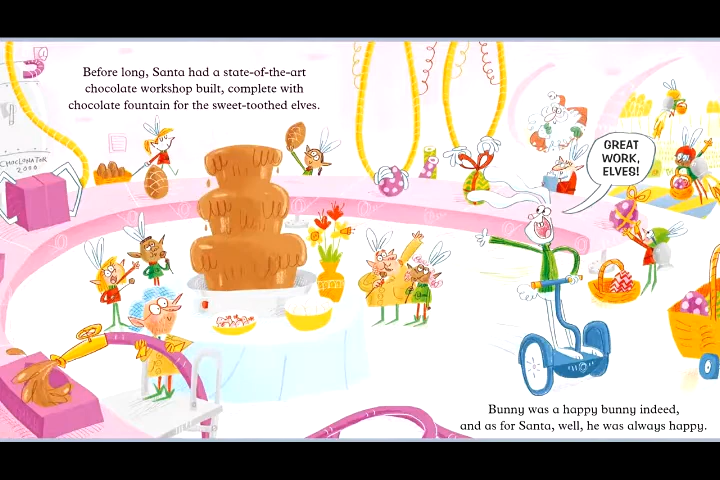 Before long, Santa had a state-of-the-art
chocolate workshop built, complete with
chocolate fountain for the sweet-toothed elves.
CHOCLONATOR
2000
GREAT
WORK,
ELVES!
Bunny was a happy bunny indeed,
and as for Santa, well, he was always happy.